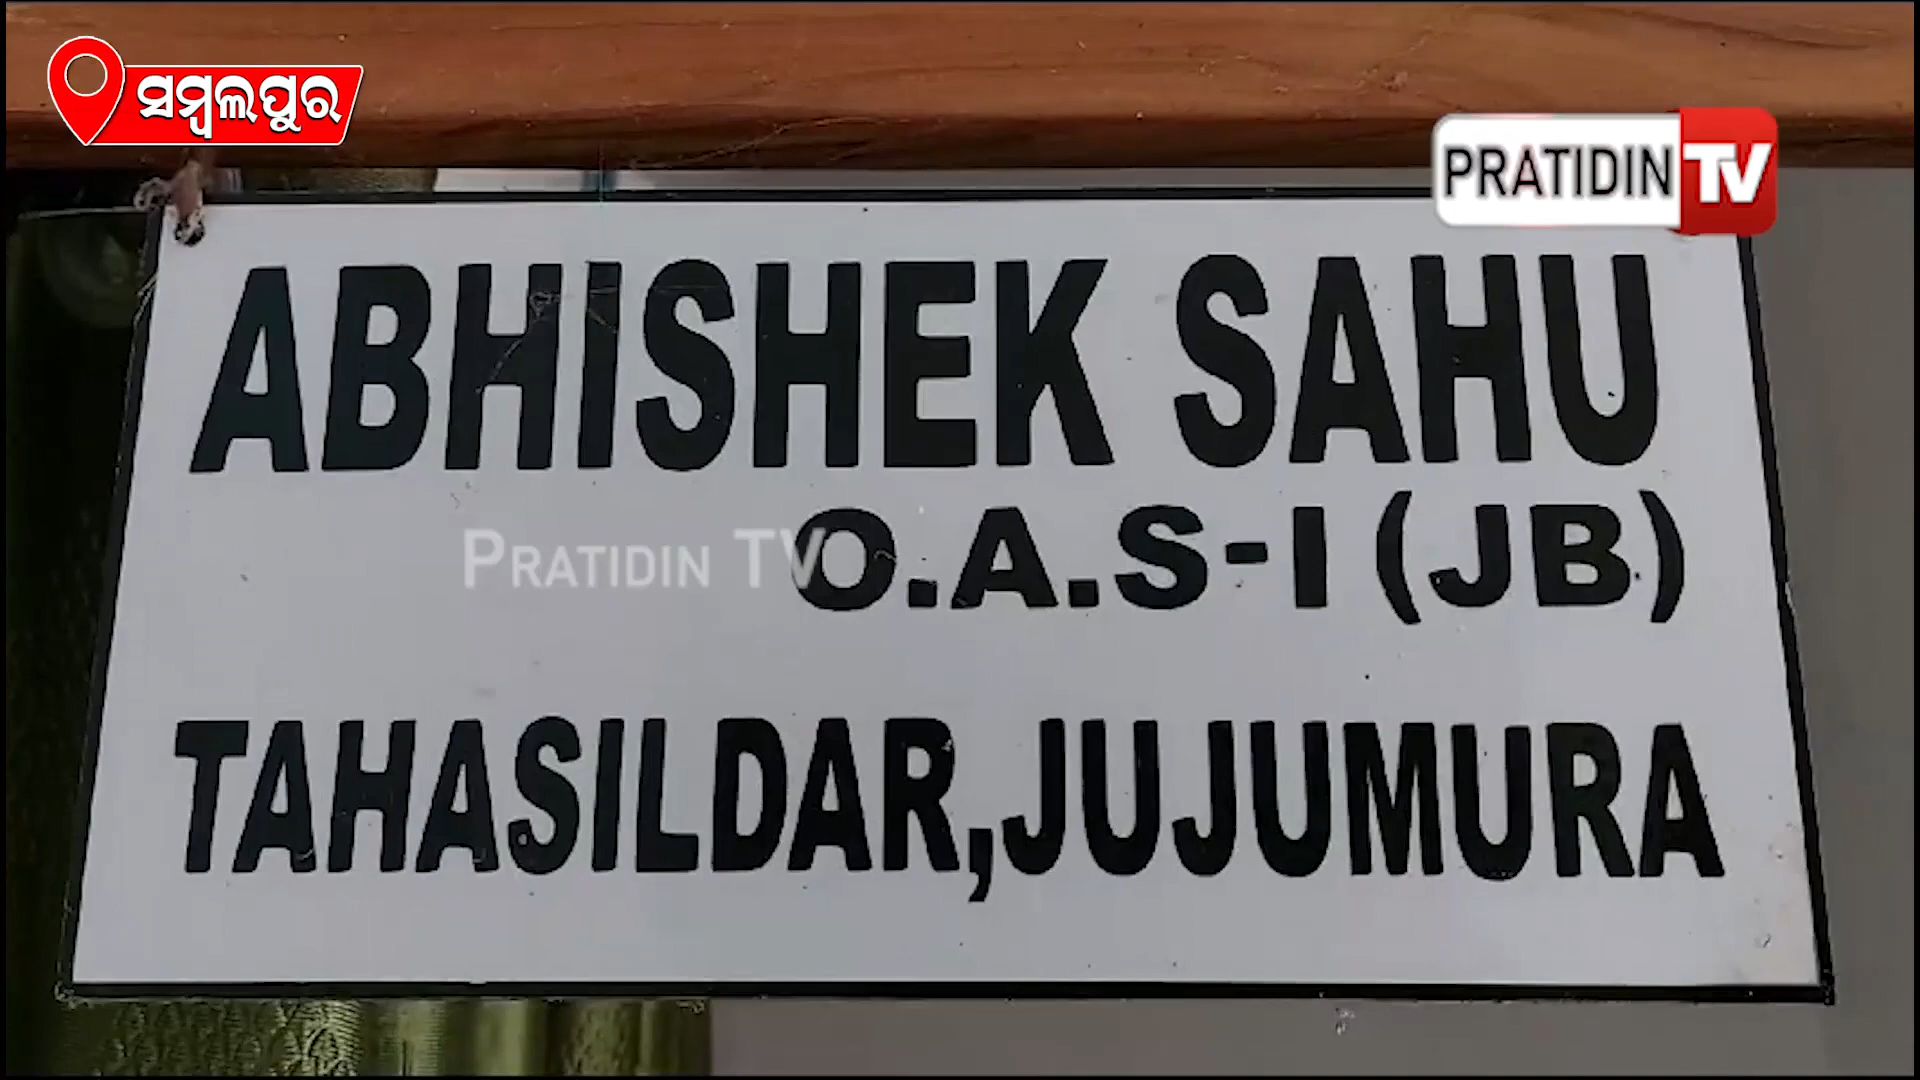 ସମ୍ବଲପୁର
PRATIDIN TV
ABHISHEK SAHU
PRATIDIN TV
O.A.S-I (JB)
TAHASILDAR,JUJUMURA